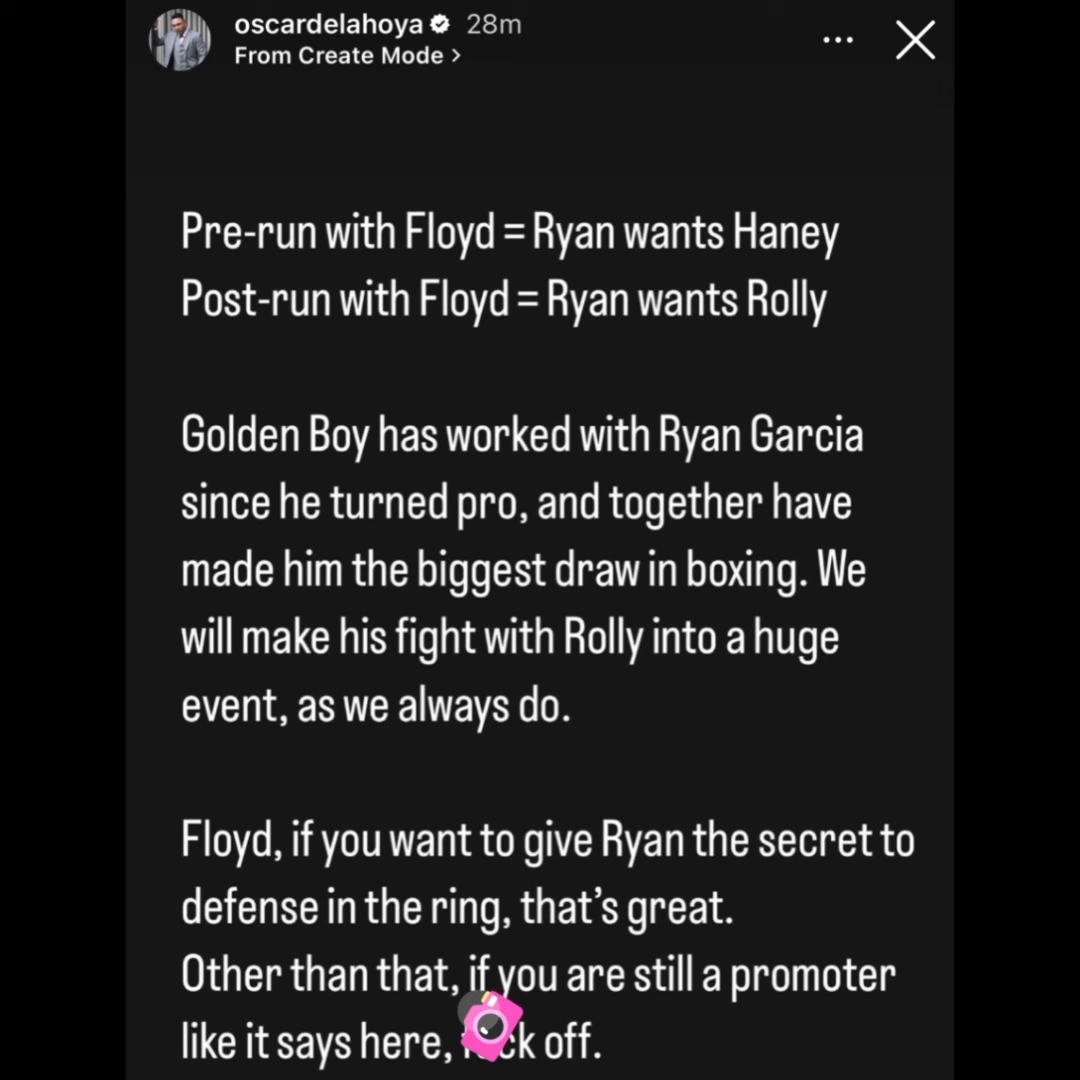 oscardelahoya 28m
From Create Mode >
Pre-run with Floyd = Ryan wants Haney
Post-run with Floyd = Ryan wants Rolly
Golden Boy has worked with Ryan Garcia
since he turned pro, and together have
made him the biggest draw in boxing. We
will make his fight with Rolly into a huge
event, as we always do.
Floyd, if you want to give Ryan the secret to
defense in the ring, that’s great.
Other than that, if you are still a promoter
like it says here, off.